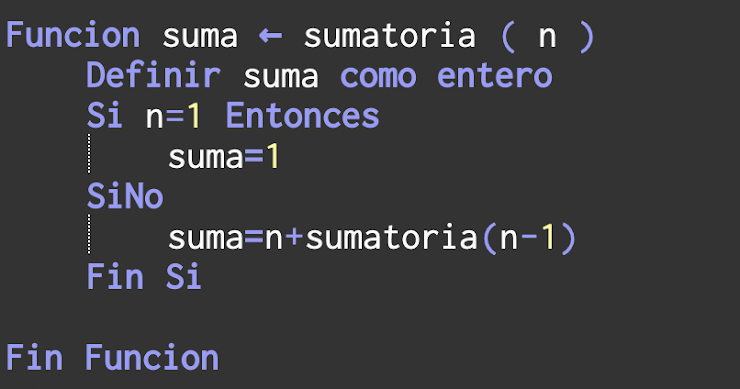 Funcion suma ← sumatoria ( n )
Definir suma como entero
Si n=1 Entonces
suma=1
SiNo
suma=n+sumatoria(n-1)
Fin Si
Fin Funcion